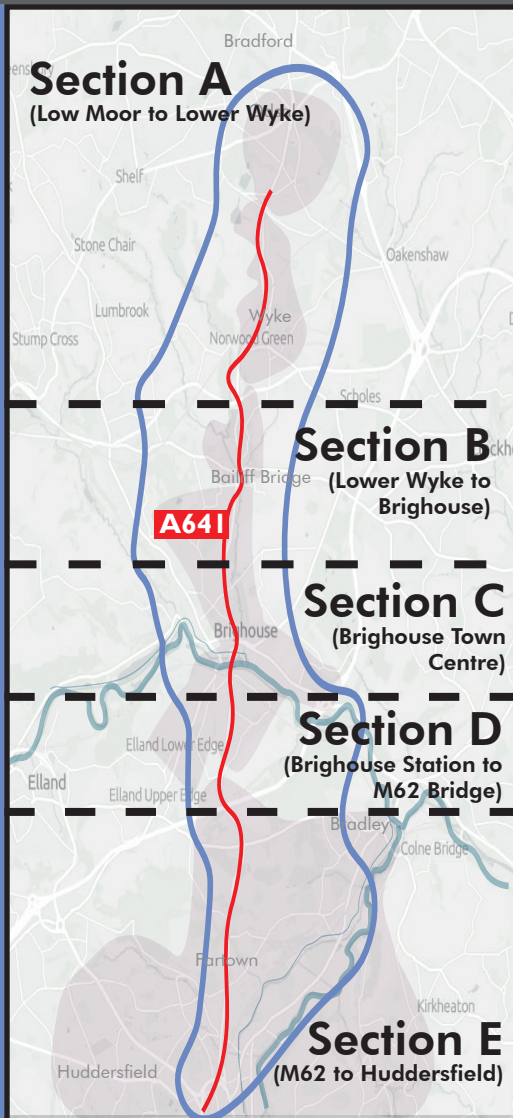 Bradford
Section A
(Low Moor to Lower Wyke)
Shelf
Stone Chair
Oakenshaw
Lumbrook
Wyke
Stump Cross
Norwood Green
Scholes
Section B
Bailiff Bridge
(Lower Wyke to
Brighouse)
A641
Section C
Brighouse
(Brighouse Town
Centre)
Section D
Elland Lower Edge
(Brighouse Station to
M62 Bridge)
Elland
Elland Upper Edge
Bradley
Colne Bridge
Fartown
Kirkheaton
Section E
Huddersfield
(M62 to Huddersfield)